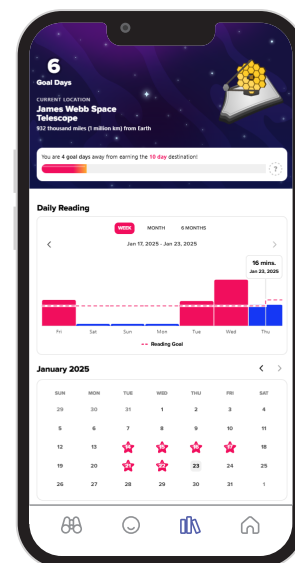 6
Goal Days
CURRENT LOCATION
James Webb Space
Telescope
932 thousand miles (1 million km) from Earth
You are 4 goal days away from earning the 10 day destination!
?
Daily Reading
WEEK MONTH 6 MONTHS
Jan 17, 2025 - Jan 23, 2025
16 mins.
Jan 23, 2025
Fri Sat Sun Mon Tue Wed Thu
Reading Goal
January 2025
SUN MON TUE WED THU FRI SAT
29 30 31 1 2 3 4
5 6 7 8 9 10 11
12 13 14 15 16 17 18
19 20 21 22 23 24 25
26 27 28 29 30 31 1